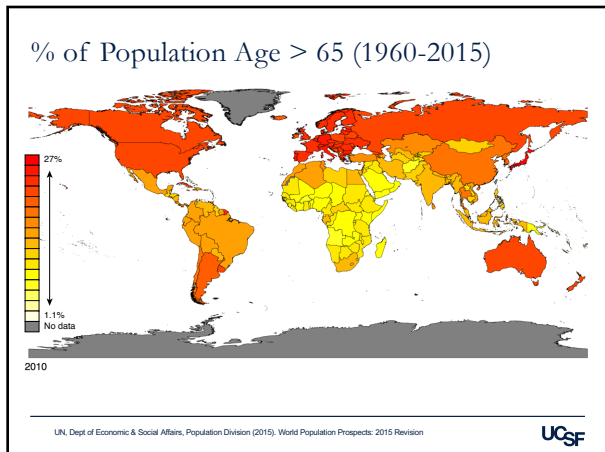 % of Population Age > 65 (1960-2015)
27%
1.1%
No data
2010
UN, Dept of Economic & Social Affairs, Population Division (2015). World Population Prospects: 2015 Revision
UCSF